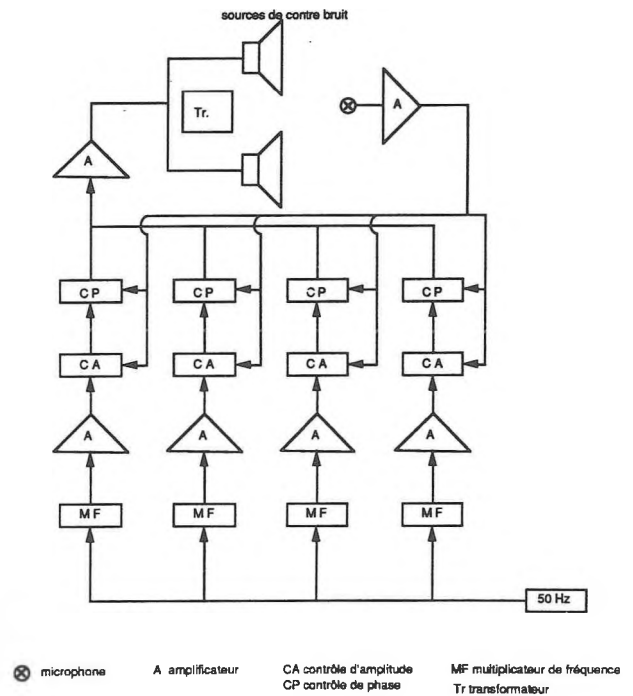 sources de contre bruit
Tr.
A
A
CP CP CP CP
CA CA CA CA
A A A A
MF MF MF MF
50 Hz
microphone A amplificateur CA contrôle d'amplitude MF multiplicateur de fréquence
CP contrôle de phase Tr transformateur